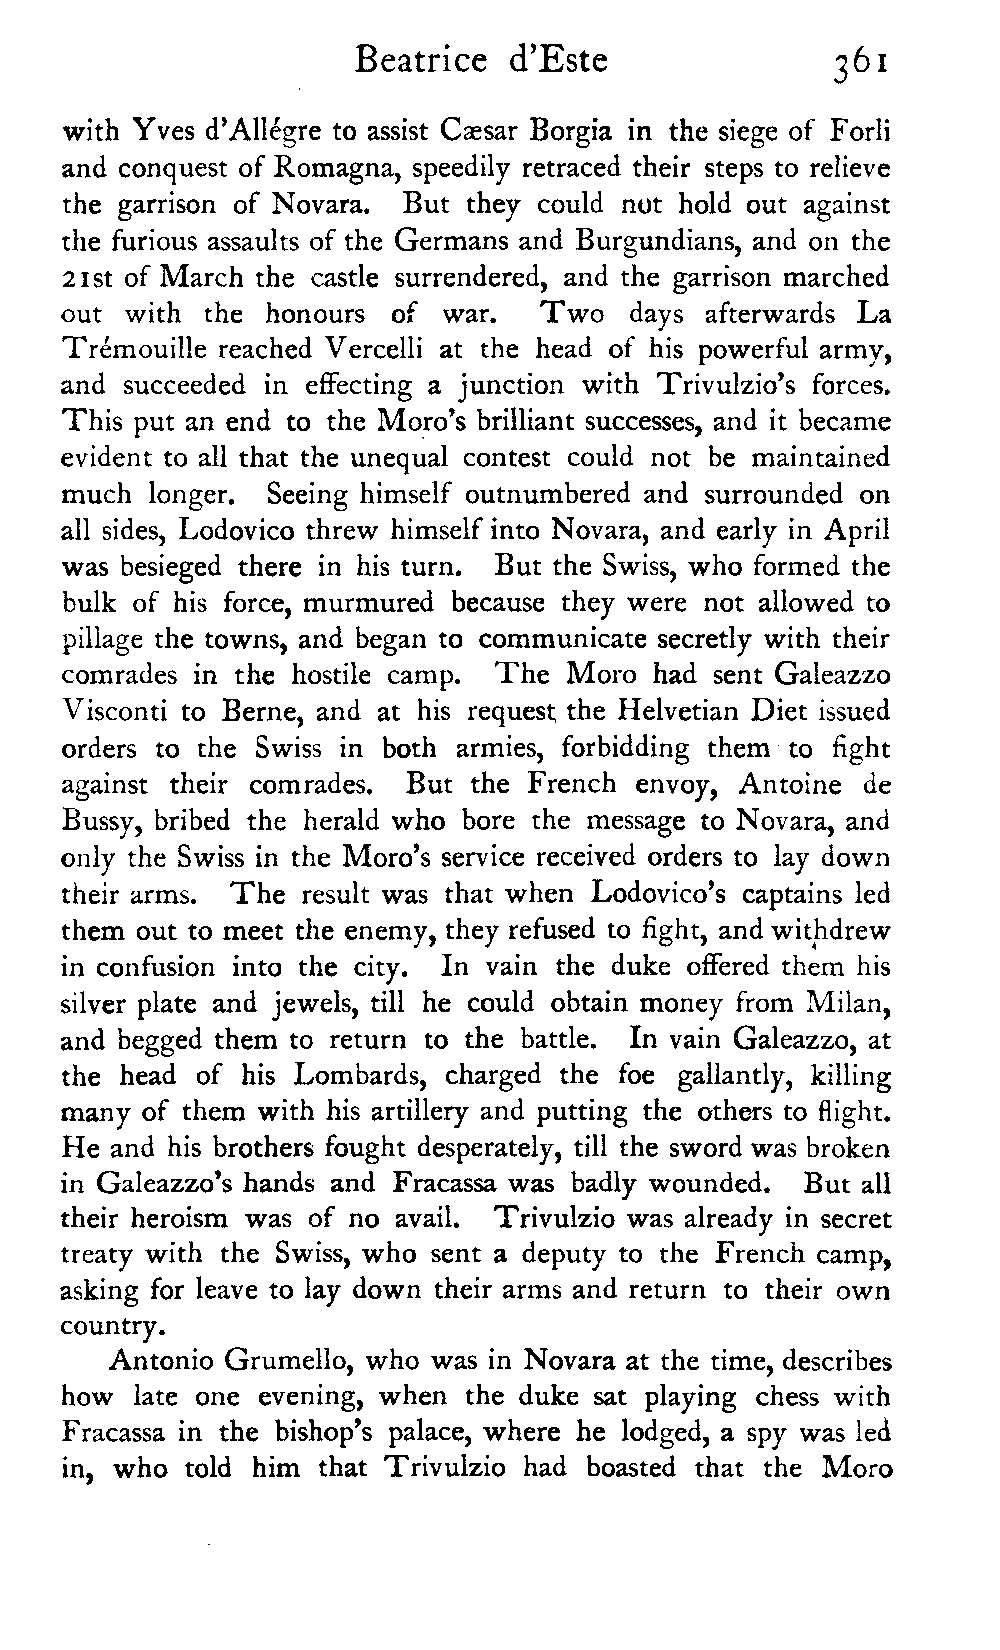 Beatrice d'Este 361
with Yves d'Allégre to assist Cæsar Borgia in the siege of Forli
and conquest of Romagna, speedily retraced their steps to relieve
the garrison of Novara. But they could not hold out against
the furious assaults of the Germans and Burgundians, and on the
21st of March the castle surrendered, and the garrison marched
out with the honours of war. Two days afterwards La
Trémouille reached Vercelli at the head of his powerful army,
and succeeded in effecting a junction with Trivulzio's forces.
This put an end to the Moro's brilliant successes, and it became
evident to all that the unequal contest could not be maintained
much longer. Seeing himself outnumbered and surrounded on
all sides, Lodovico threw himself into Novara, and early in April
was besieged there in his turn. But the Swiss, who formed the
bulk of his force, murmured because they were not allowed to
pillage the towns, and began to communicate secretly with their
comrades in the hostile camp. The Moro had sent Galeazzo
Visconti to Berne, and at his request the Helvetian Diet issued
orders to the Swiss in both armies, forbidding them to fight
against their comrades. But the French envoy, Antoine de
Bussy, bribed the herald who bore the message to Novara, and
only the Swiss in the Moro's service received orders to lay down
their arms. The result was that when Lodovico's captains led
them out to meet the enemy, they refused to fight, and withdrew
in confusion into the city. In vain the duke offered them his
silver plate and jewels, till he could obtain money from Milan,
and begged them to return to the battle. In vain Galeazzo, at
the head of his Lombards, charged the foe gallantly, killing
many of them with his artillery and putting the others to flight.
He and his brothers fought desperately, till the sword was broken
in Galeazzo's hands and Fracassa was badly wounded. But all
their heroism was of no avail. Trivulzio was already in secret
treaty with the Swiss, who sent a deputy to the French camp,
asking for leave to lay down their arms and return to their own
country.
Antonio Grumello, who was in Novara at the time, describes
how late one evening, when the duke sat playing chess with
Fracassa in the bishop's palace, where he lodged, a spy was led
in, who told him that Trivulzio had boasted that the Moro